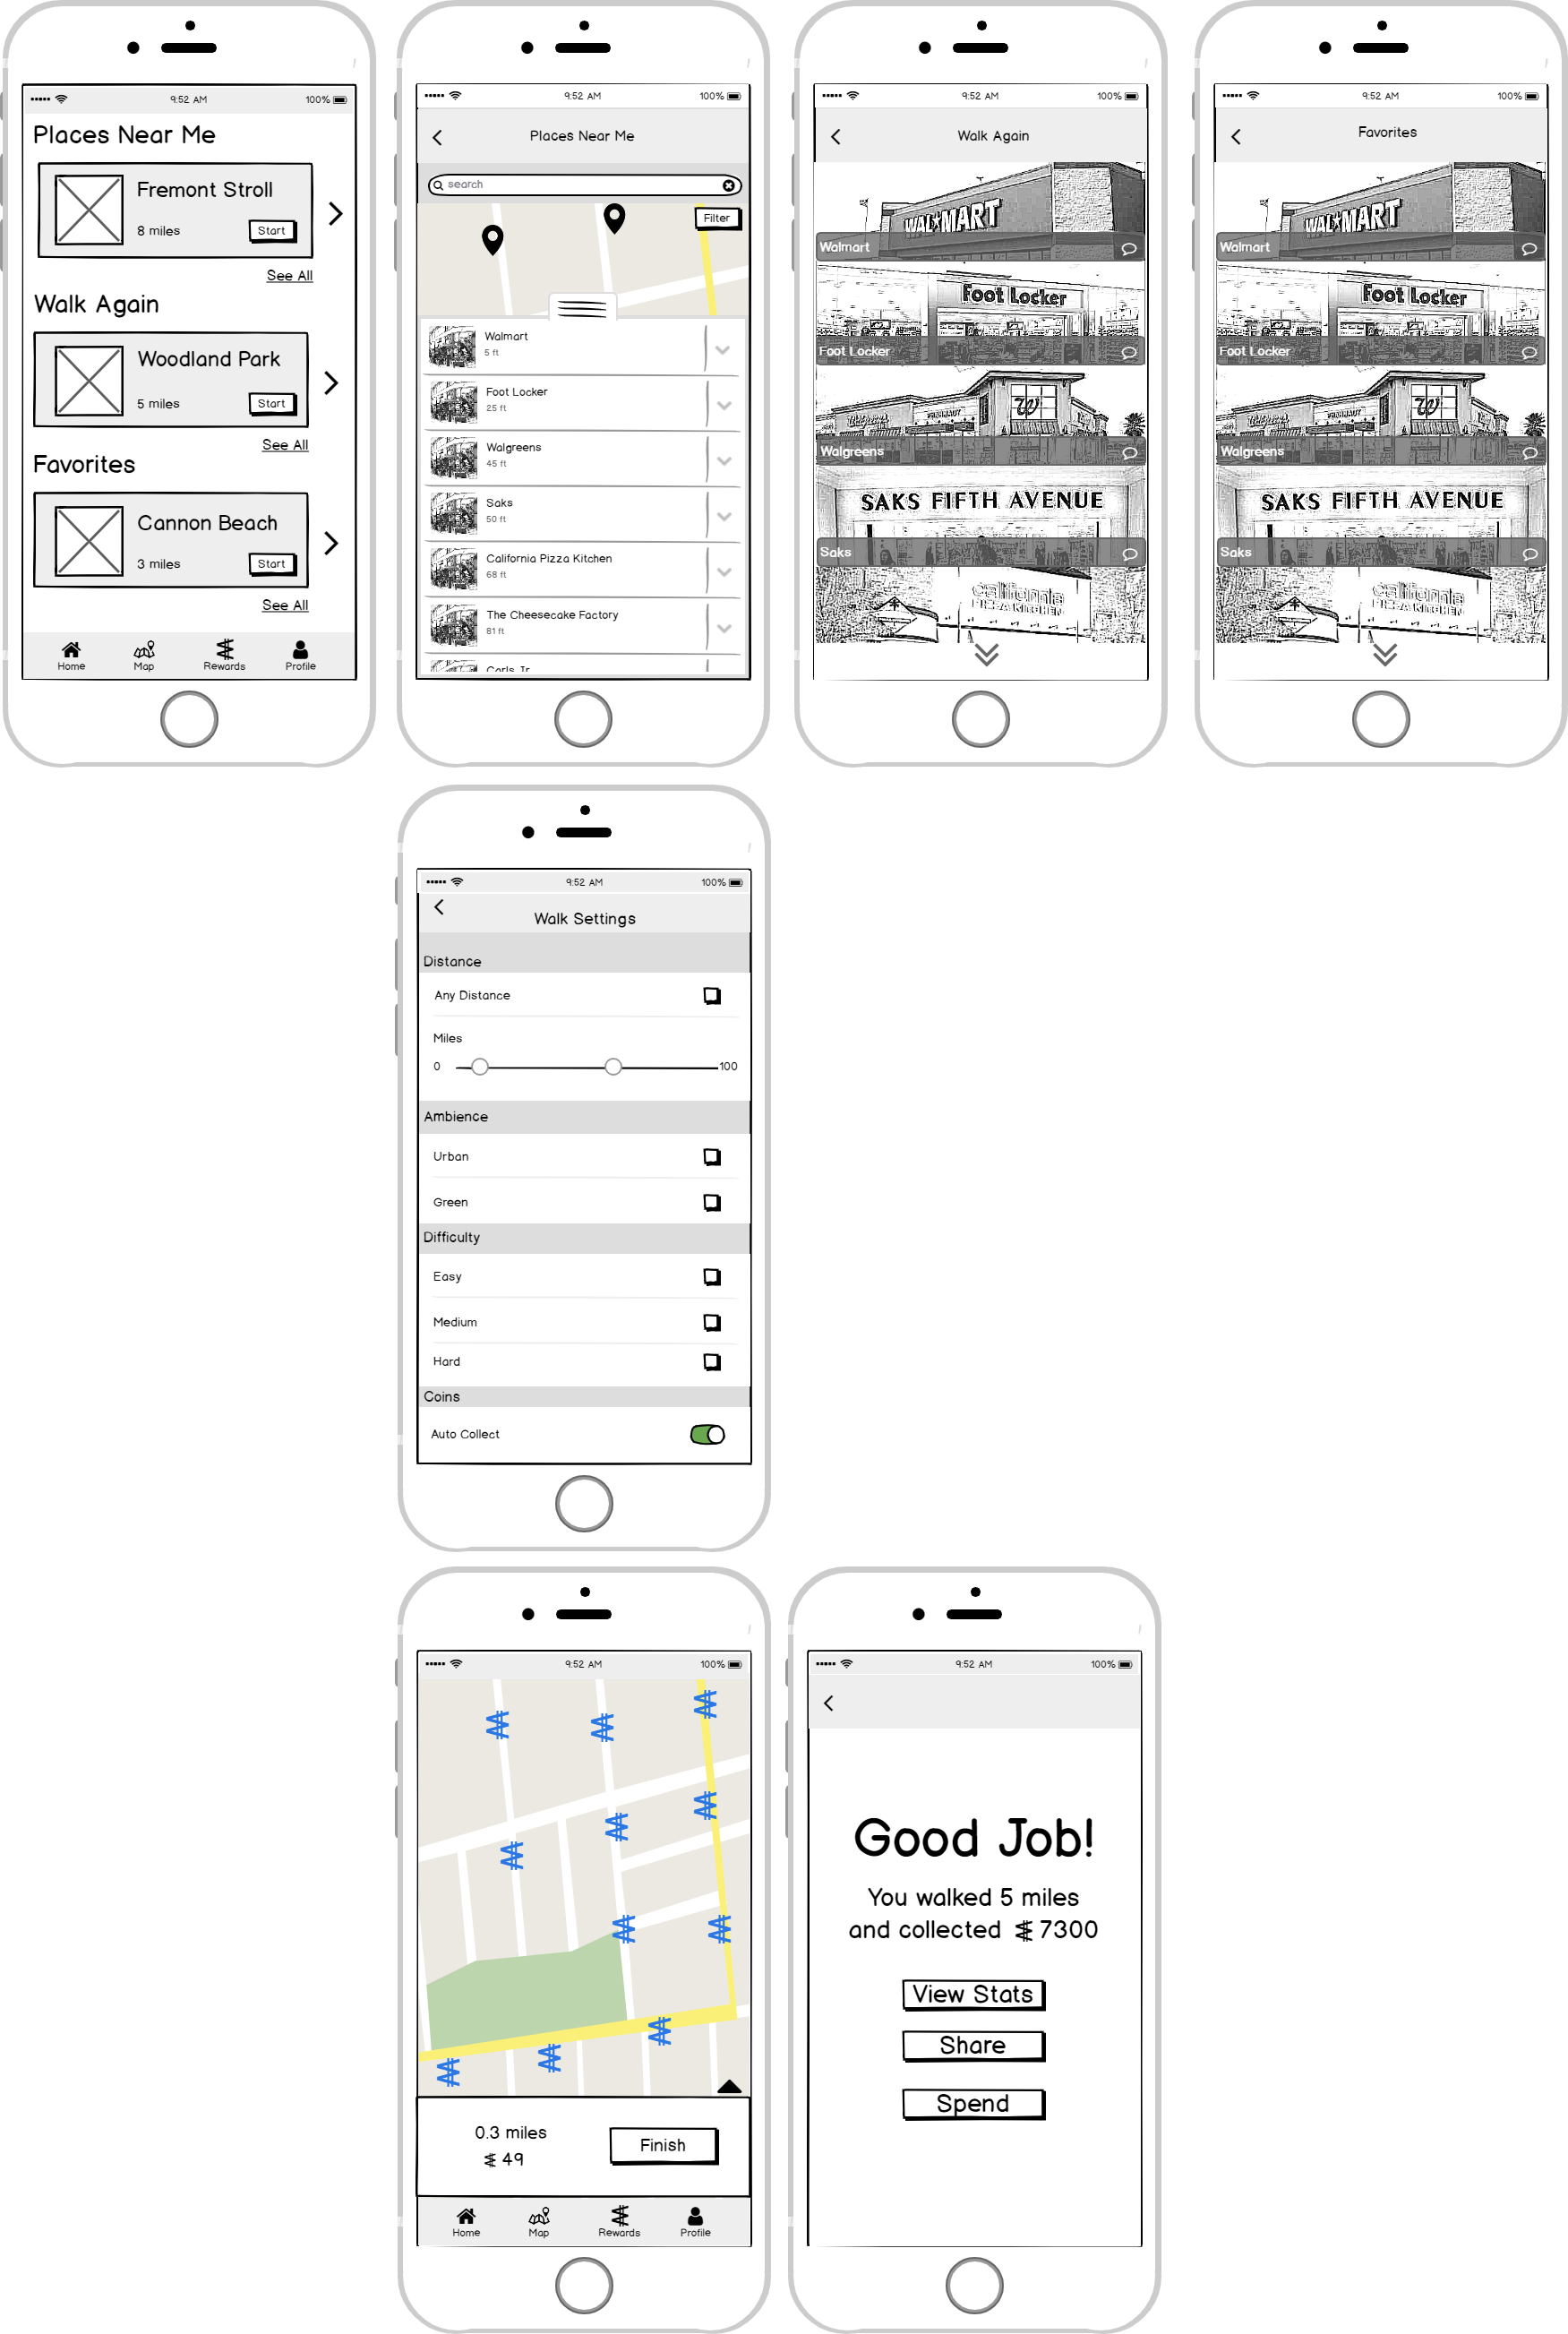 9:52 AM 100%
Places Near Me
Fremont Stroll
8 miles Start
See All
Walk Again
Woodland Park
5 miles Start
See All
Favorites
Cannon Beach
3 miles Start
See All
Home Map Rewards Profile
9:52 AM 100%
Places Near Me
search
Filter
Walmart
5 ft
Foot Locker
25 ft
Walgreens
45 ft
Saks
50 ft
California Pizza Kitchen
68 ft
The Cheesecake Factory
81 ft
Carls Jr
9:52 AM 100%
Walk Again
WAL★MART
Walmart
Foot Locker
Foot Locker
Walgreens PHARMACY W
Walgreens
SAKS FIFTH AVENUE
Saks
california
PIZZA KITCHEN
9:52 AM 100%
Favorites
WAL★MART
Walmart
Foot Locker
Foot Locker
Walgreens PHARMACY W
Walgreens
SAKS FIFTH AVENUE
Saks
california
PIZZA KITCHEN
9:52 AM 100%
Walk Settings
Distance
Any Distance
Miles
0 100
Ambience
Urban
Green
Difficulty
Easy
Medium
Hard
Coins
Auto Collect
9:52 AM 100%
0.3 miles
49
Finish
Home Map Rewards Profile
9:52 AM 100%
Good Job!
You walked 5 miles
and collected 7300
View Stats
Share
Spend